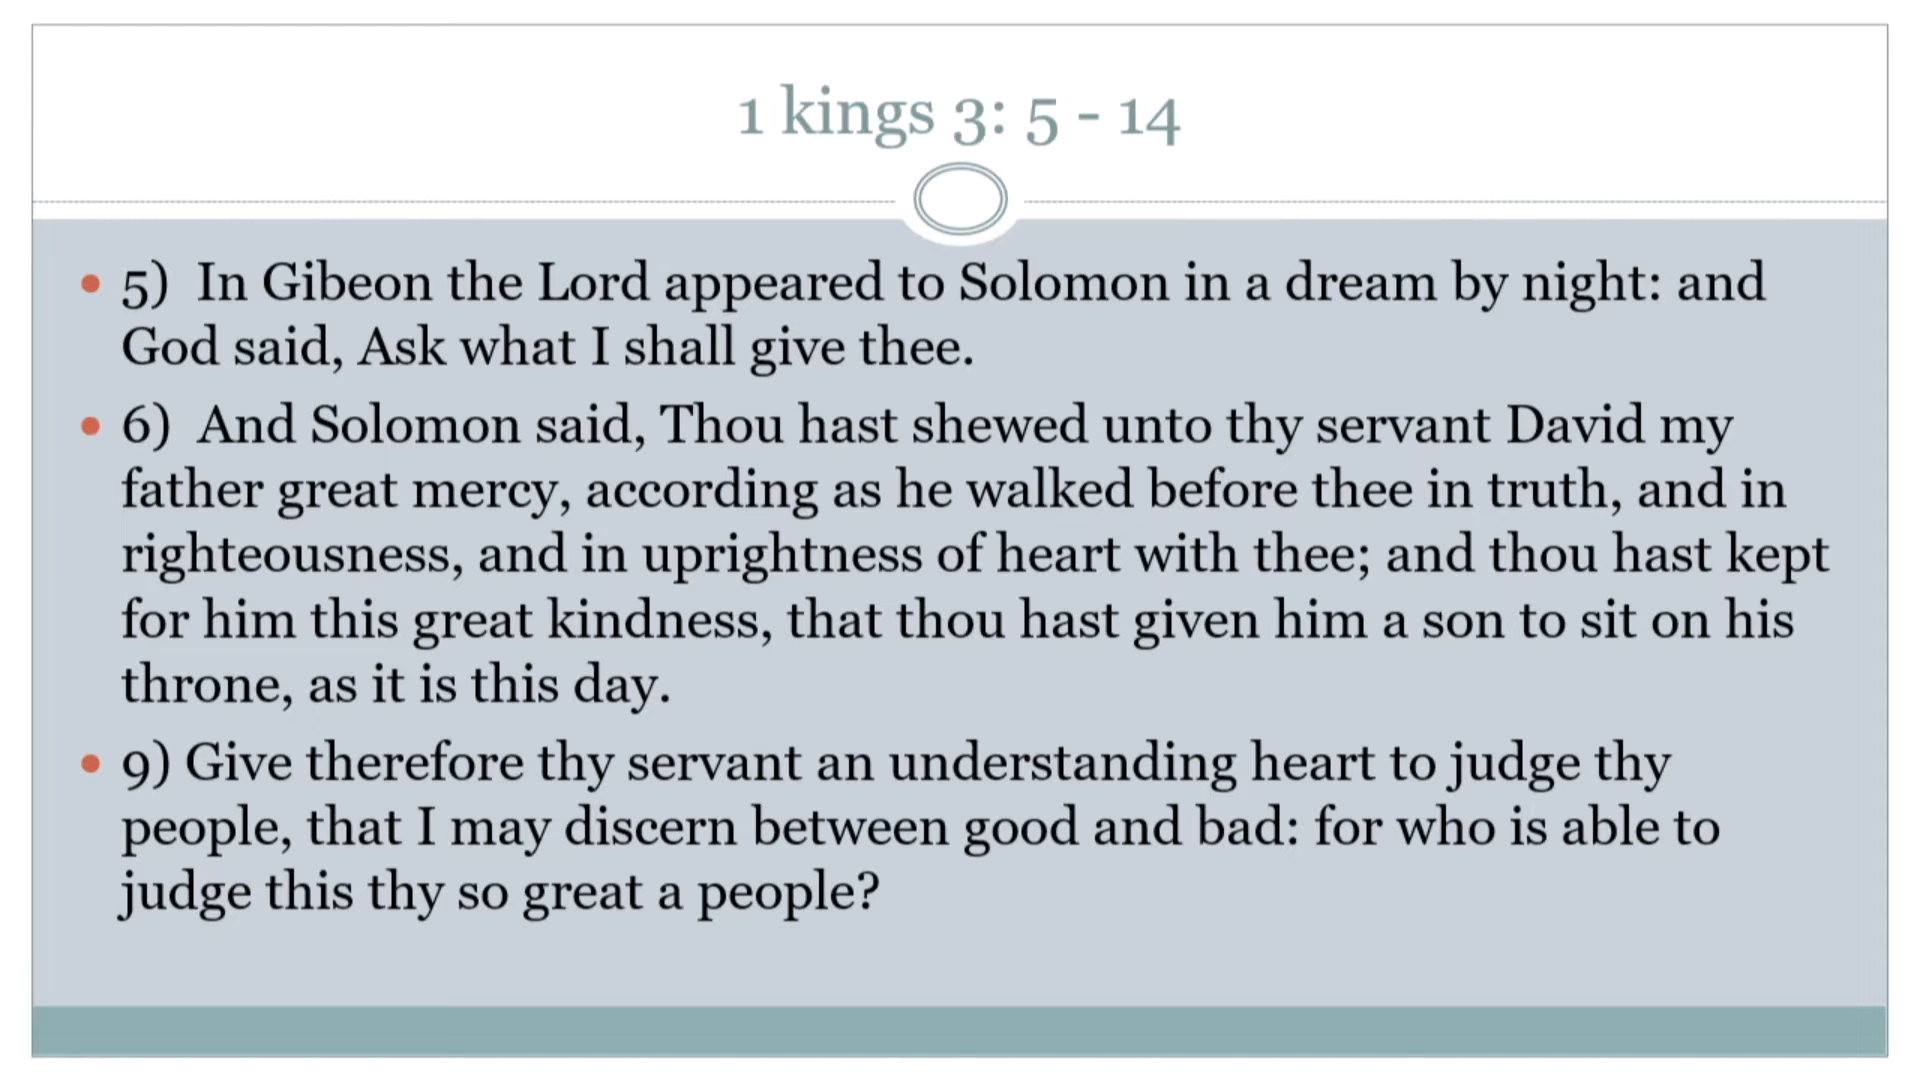 1 kings 3: 5 - 14
• 5)  In Gibeon the Lord appeared to Solomon in a dream by night: and
God said, Ask what I shall give thee.
• 6)  And Solomon said, Thou hast shewed unto thy servant David my
father great mercy, according as he walked before thee in truth, and in
righteousness, and in uprightness of heart with thee; and thou hast kept
for him this great kindness, that thou hast given him a son to sit on his
throne, as it is this day.
• 9) Give therefore thy servant an understanding heart to judge thy
people, that I may discern between good and bad: for who is able to
judge this thy so great a people?